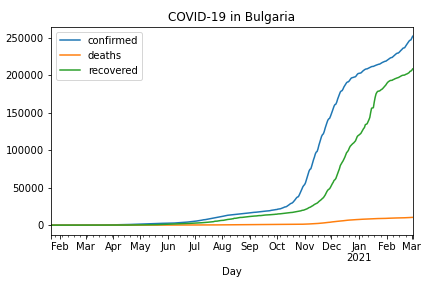 COVID-19 in Bulgaria
confirmed
deaths
recovered
250000
200000
150000
100000
50000
0
Feb Mar Apr May Jun Jul Aug Sep Oct Nov Dec Jan Feb Mar
2021
Day